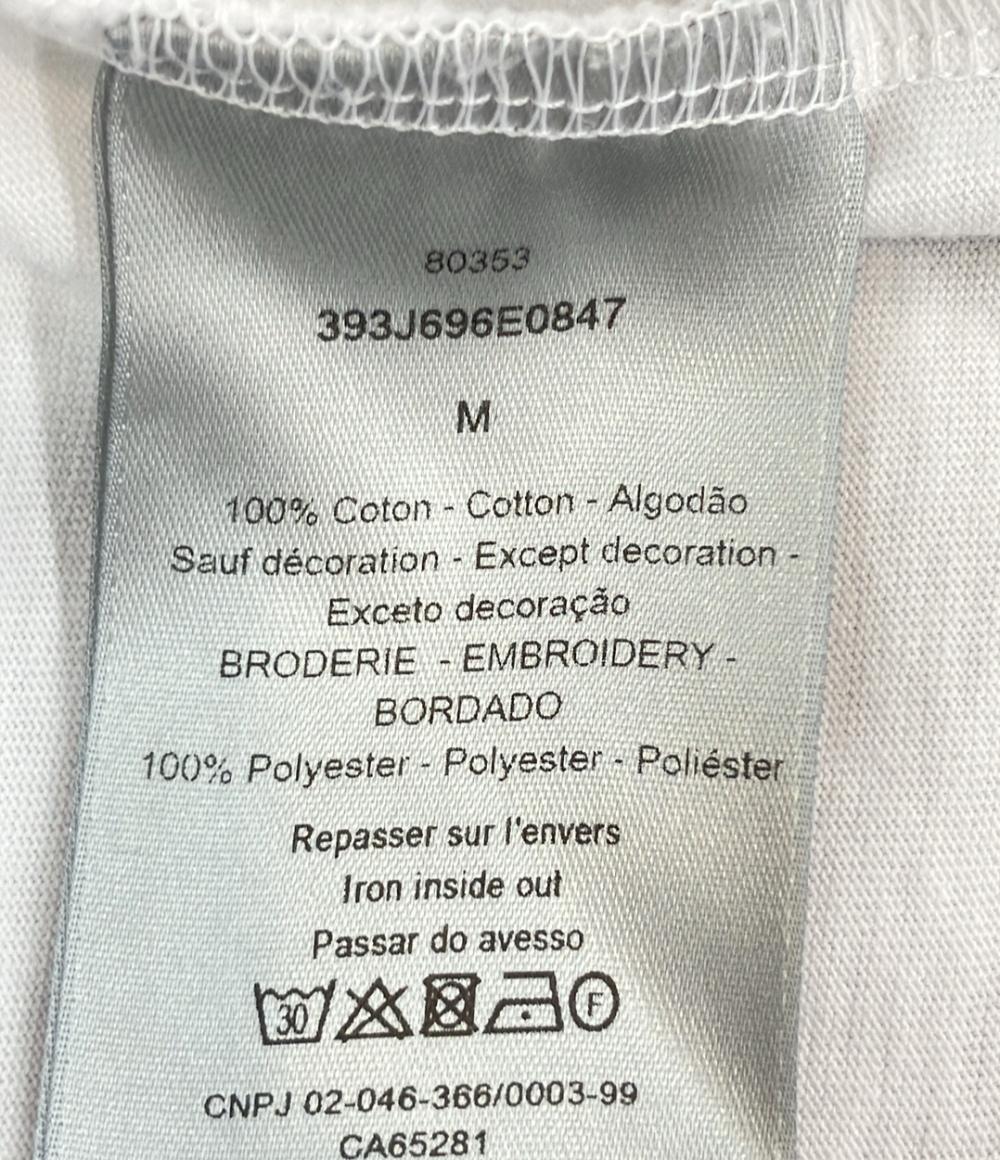 80353
393J696E0847
M
100% Coton - Cotton - Algodão
Sauf décoration - Except decoration -
Exceto decoração
BRODERIE - EMBROIDERY -
BORDADO
100% Polyester - Polyester - Poliéster
Repasser sur l'envers
Iron inside out
Passar do avesso
30 F
CNPJ 02-046-366/0003-99
CA65281